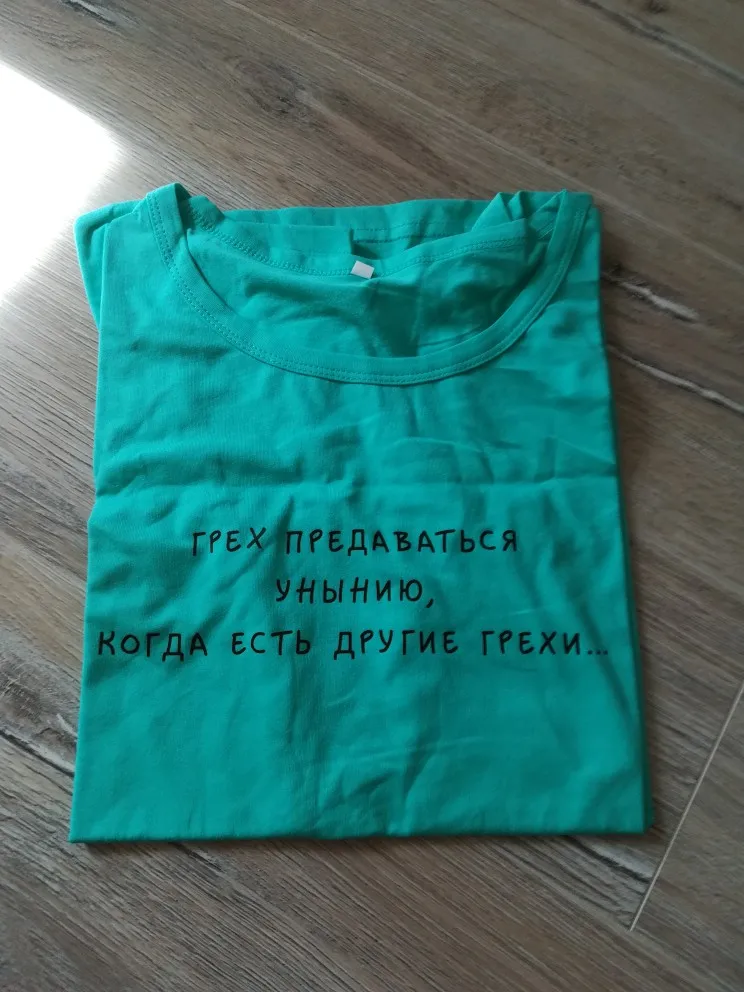 ГРЕХ ПРЕДАВАТЬСЯ
УНЫНИЮ,
КОГДА ЕСТЬ ДРУГИЕ ГРЕХИ...